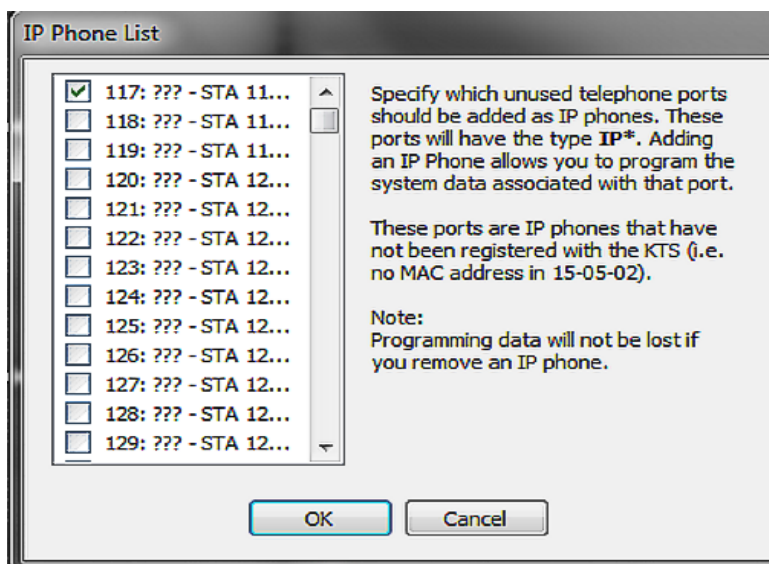 IP Phone List
117: ??? - STA 11...
118: ??? - STA 11...
119: ??? - STA 11...
120: ??? - STA 12...
121: ??? - STA 12...
122: ??? - STA 12...
123: ??? - STA 12...
124: ??? - STA 12...
125: ??? - STA 12...
126: ??? - STA 12...
127: ??? - STA 12...
128: ??? - STA 12...
129: ??? - STA 12...
Specify which unused telephone ports
should be added as IP phones. These
ports will have the type IP*. Adding
an IP Phone allows you to program the
system data associated with that port.
These ports are IP phones that have
not been registered with the KTS (i.e.
no MAC address in 15-05-02).
Note:
Programming data will not be lost if
you remove an IP phone.
OK
Cancel